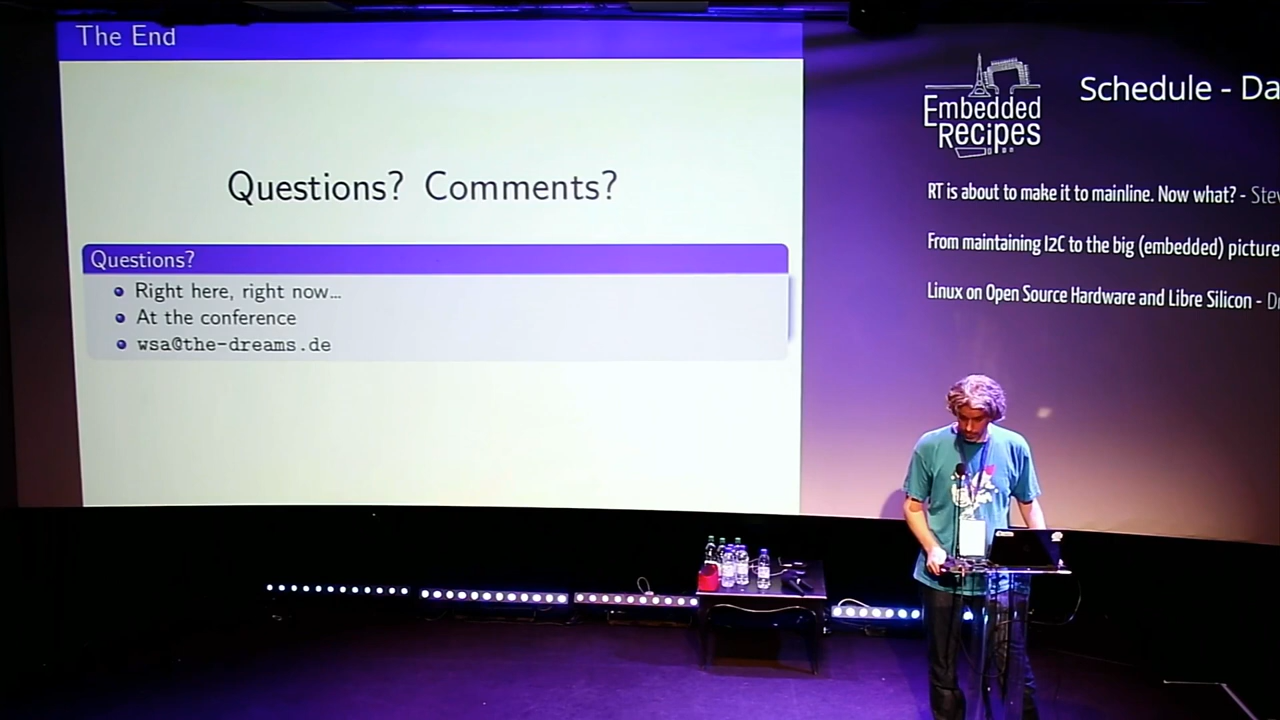 The End
Questions? Comments?
Questions?
Right here, right now...
At the conference
wsa@the-dreams.de
Embedded
Recipes
Schedule - Da
RT is about to make it to mainline. Now what? - Stev
From maintaining I2C to the big (embedded) picture
Linux on Open Source Hardware and Libre Silicon - Dr